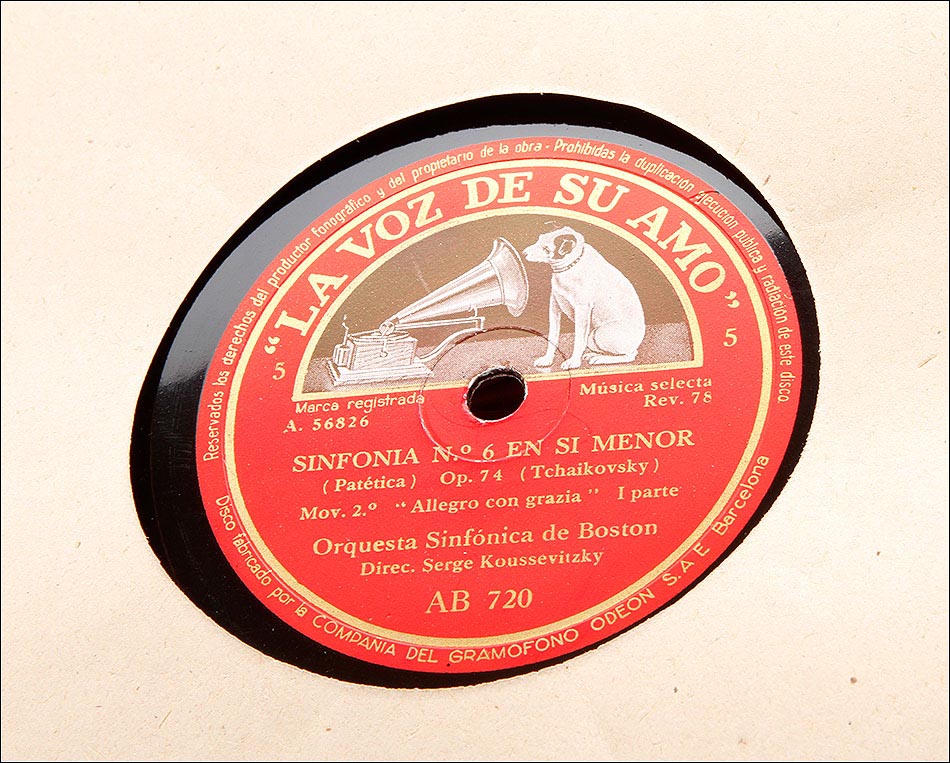 Reservados los derechos del productor fonográfico y del propietario de la obra - Prohibidas la duplicación ejecución pública y radiación de este disco
"LA VOZ DE SU AMO"
5 5
Marca registrada
Música selecta
A. 56826
Rev. 78
SINFONIA N.º 6 EN SI MENOR
(Patética) Op. 74 (Tchaikovsky)
Mov. 2.º "Allegro con grazia" I parte
Orquesta Sinfónica de Boston
Direc. Serge Koussevitzky
AB 720
Disco fabricado por la COMPAÑIA DEL GRAMOFONO ODEON S.A.E Barcelona